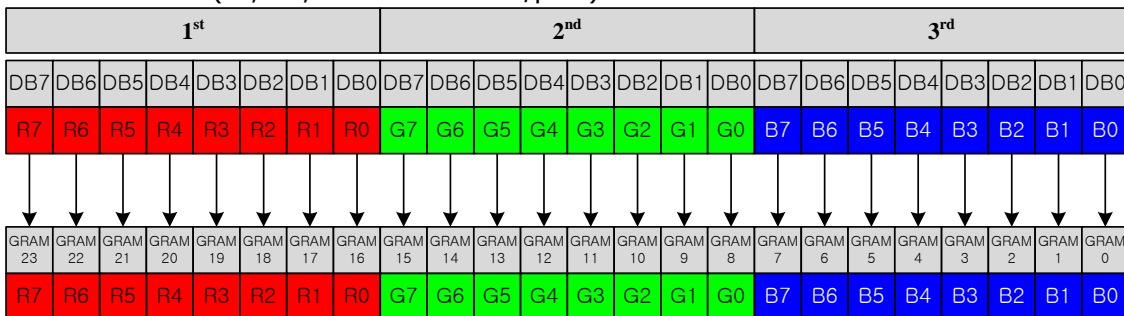 1st 2nd 3rd
DB7 DB6 DB5 DB4 DB3 DB2 DB1 DB0 DB7 DB6 DB5 DB4 DB3 DB2 DB1 DB0 DB7 DB6 DB5 DB4 DB3 DB2 DB1 DB0
R7 R6 R5 R4 R3 R2 R1 R0 G7 G6 G5 G4 G3 G2 G1 G0 B7 B6 B5 B4 B3 B2 B1 B0
GRAM GRAM GRAM GRAM GRAM GRAM GRAM GRAM GRAM GRAM GRAM GRAM GRAM GRAM GRAM GRAM GRAM GRAM GRAM GRAM GRAM GRAM GRAM GRAM
23 22 21 20 19 18 17 16 15 14 13 12 11 10 9 8 7 6 5 4 3 2 1 0
R7 R6 R5 R4 R3 R2 R1 R0 G7 G6 G5 G4 G3 G2 G1 G0 B7 B6 B5 B4 B3 B2 B1 B0